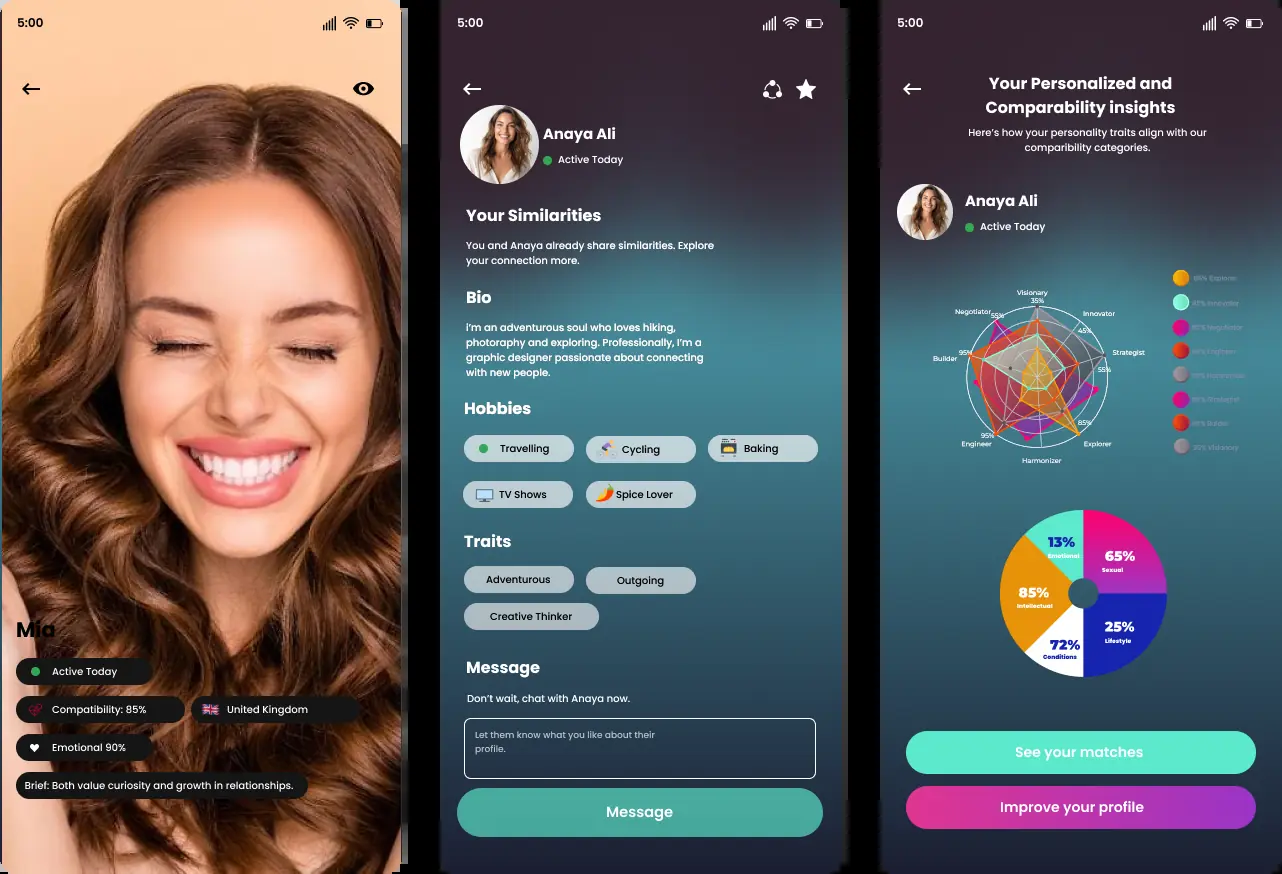 5:00
Mia
Active Today
Compatibility: 85%
United Kingdom
Emotional 90%
Brief: Both value curiosity and growth in relationships.
5:00
Anaya Ali
Active Today
Your Similarities
You and Anaya already share similarities. Explore
your connection more.
Bio
i'm an adventurous soul who loves hiking,
photoraphy and exploring. Professionally, I'm a
graphic designer passionate about connecting
with new people.
Hobbies
Travelling
Cycling
Baking
TV Shows
Spice Lover
Traits
Adventurous
Outgoing
Creative Thinker
Message
Don't wait, chat with Anaya now.
Let them know what you like about their
profile.
Message
5:00
Your Personalized and
Comparability insights
Here's how your personality traits align with our
comparibility categories.
Anaya Ali
Active Today
Visionary
35%
Innovator
45%
Strategist
55%
Explorer
85%
Harmonizer
Engineer
95%
Builder
95%
Negotiator
55%
13%
Emotional
65%
Sexual
85%
Intellectual
25%
Lifestyle
72%
Conditions
See your matches
Improve your profile